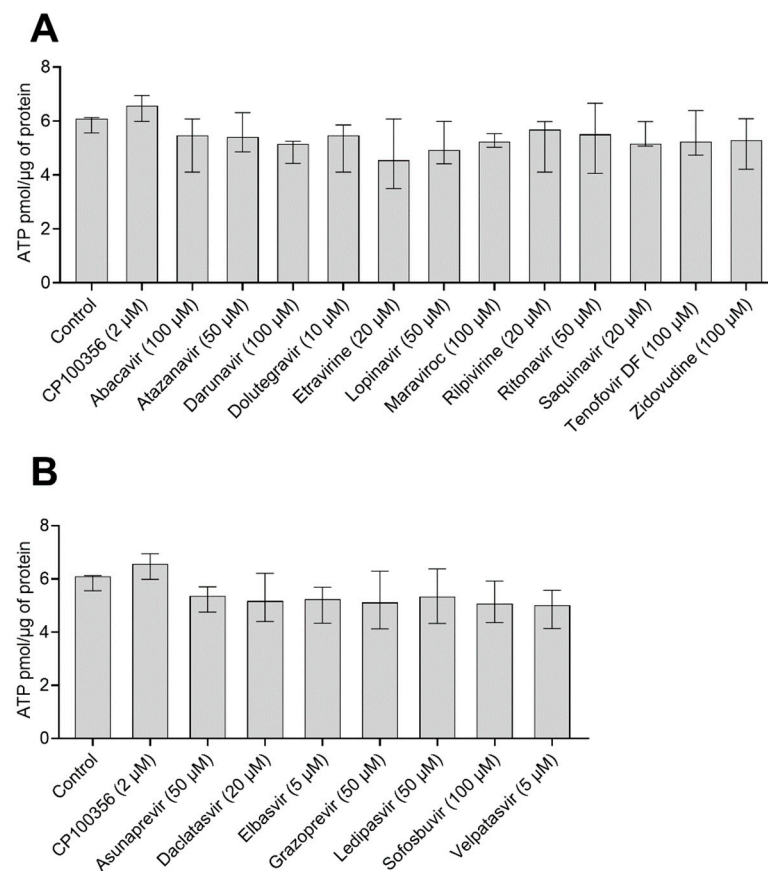 A
ATP pmol/µg of protein
8
6
4
2
0
Control
CP100356 (2 µM)
Abacavir (100 µM)
Atazanavir (50 µM)
Darunavir (100 µM)
Dolutegravir (10 µM)
Etravirine (20 µM)
Lopinavir (50 µM)
Maraviroc (100 µM)
Rilpivirine (20 µM)
Ritonavir (50 µM)
Saquinavir (20 µM)
Tenofovir DF (100 µM)
Zidovudine (100 µM)
B
ATP pmol/µg of protein
8
6
4
2
0
Control
CP100356 (2 µM)
Asunaprevir (50 µM)
Daclatasvir (20 µM)
Elbasvir (5 µM)
Grazoprevir (50 µM)
Ledipasvir (50 µM)
Sofosbuvir (100 µM)
Velpatasvir (5 µM)